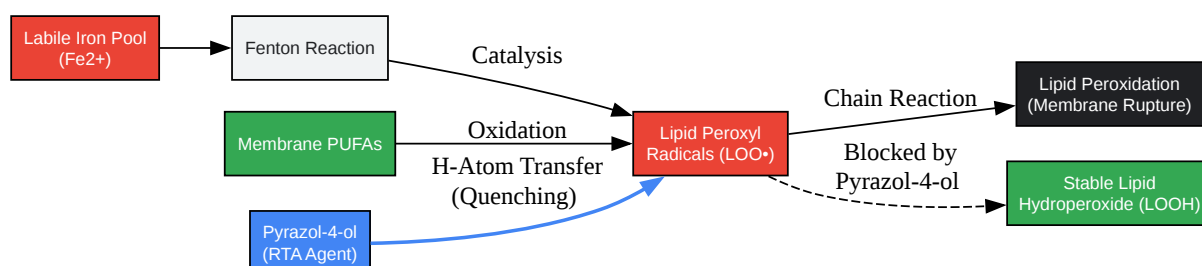 Labile Iron Pool
(Fe2+)
Fenton Reaction
Catalysis
Membrane PUFAs
Oxidation
H-Atom Transfer
(Quenching)
Pyrazol-4-ol
(RTA Agent)
Lipid Peroxyl
Radicals (LOO•)
Chain Reaction
Lipid Peroxidation
(Membrane Rupture)
Blocked by
Pyrazol-4-ol
Stable Lipid
Hydroperoxide (LOOH)